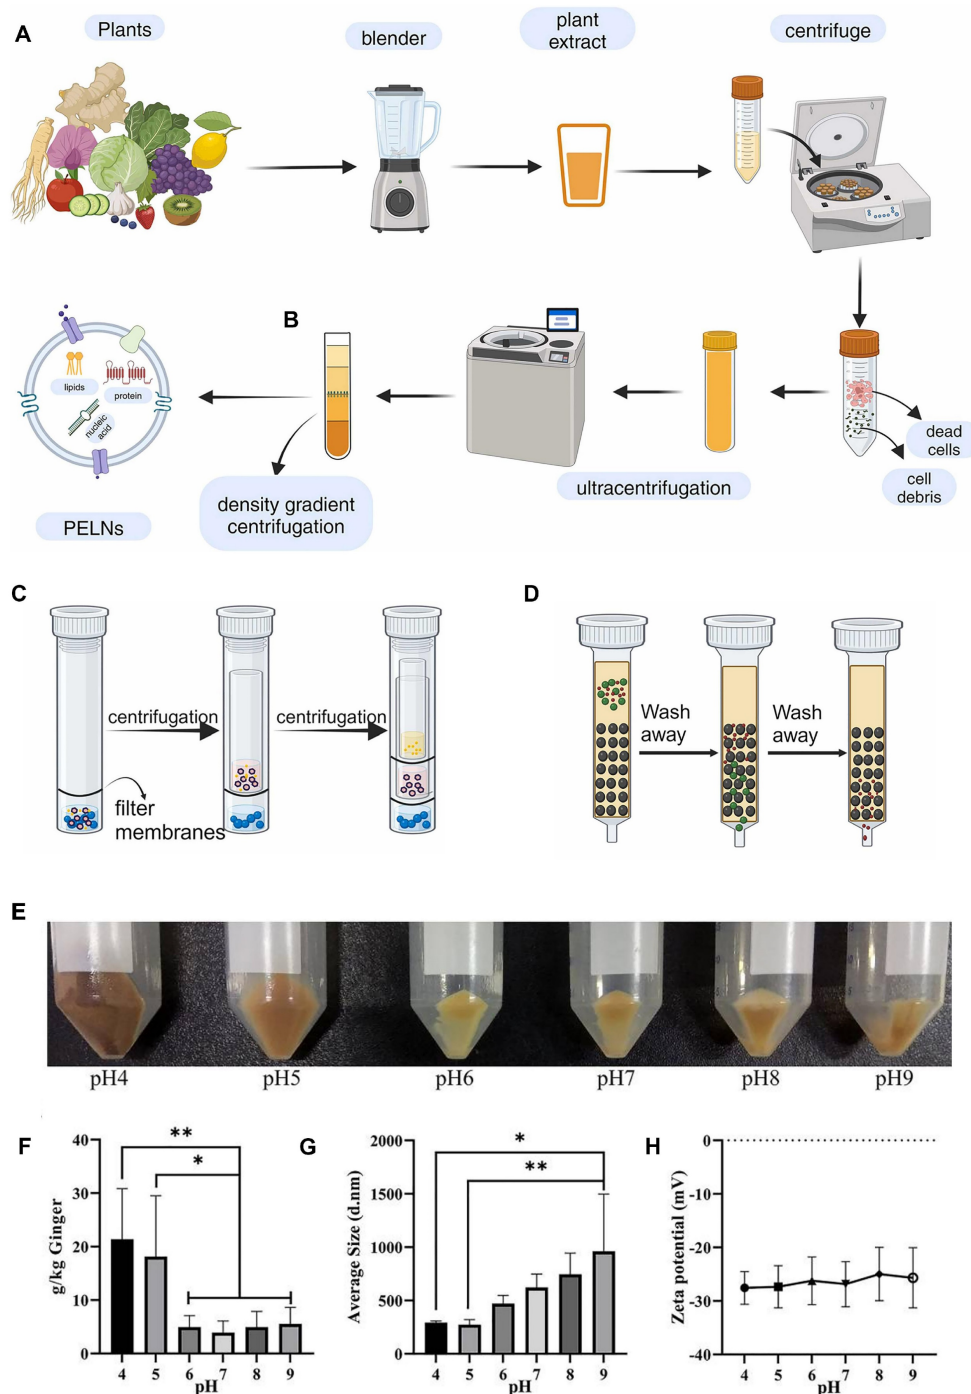 A
Plants
blender
plant
extract
centrifuge
B
lipids
protein
nucleic
acid
PELNs
density gradient
centrifugation
ultracentrifugation
dead
cells
cell
debris
C
centrifugation
centrifugation
filter
membranes
D
Wash
away
Wash
away
E
pH4
pH5
pH6
pH7
pH8
pH9
F
g/kg Ginger
40
30
20
10
0
**
*
4
5
6
7
8
9
pH
G
Average Size (d.nm)
2000
1500
1000
500
0
*
**
4
5
6
7
8
9
pH
H
Zeta potential (mV)
0
-10
-20
-30
-40
4
5
6
7
8
9
pH